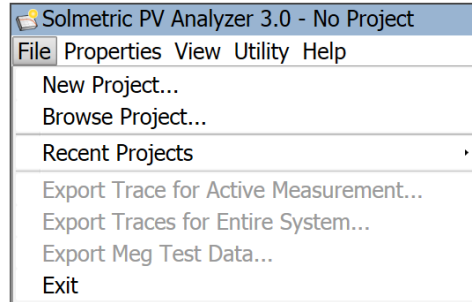 Solmetric PV Analyzer 3.0 - No Project
File Properties View Utility Help
New Project...
Browse Project...
Recent Projects
Export Trace for Active Measurement...
Export Traces for Entire System...
Export Meg Test Data...
Exit